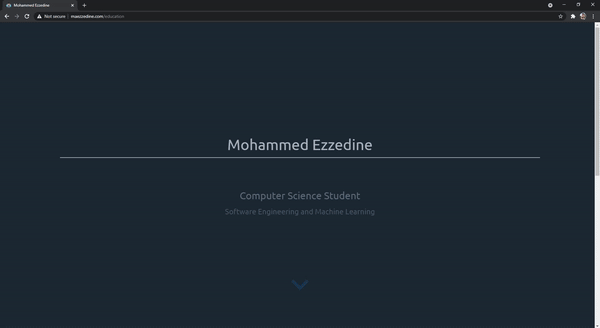 Mohammed Ezzedine
Not secure | maezzedine.com/education
Mohammed Ezzedine
Computer Science Student
Software Engineering and Machine Learning